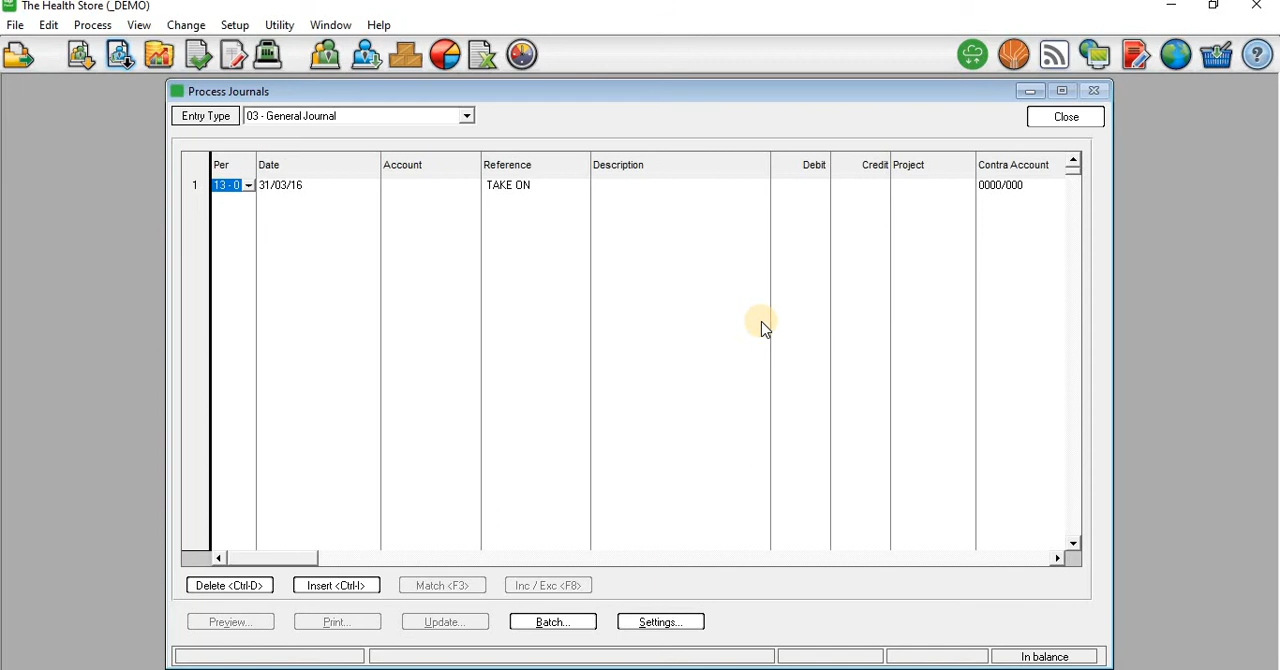 The Health Store (_DEMO)
File Edit Process View Change Setup Utility Window Help
Process Journals
Entry Type 03 - General Journal Close
Per Date Account Reference Description Debit Credit Project Contra Account
1 13 - 0 31/03/16 TAKE ON 0000/000
Delete <Ctrl-D> Insert <Ctrl-I> Match <F3> Inc / Exc <F8>
Preview... Print... Update... Batch... Settings...
In balance